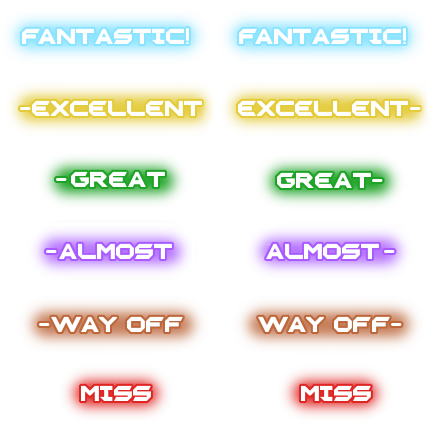 FANTASTIC! FANTASTIC!
-EXCELLENT EXCELLENT-
-GREAT GREAT-
-ALMOST ALMOST-
-WAY OFF WAY OFF-
MISS MISS